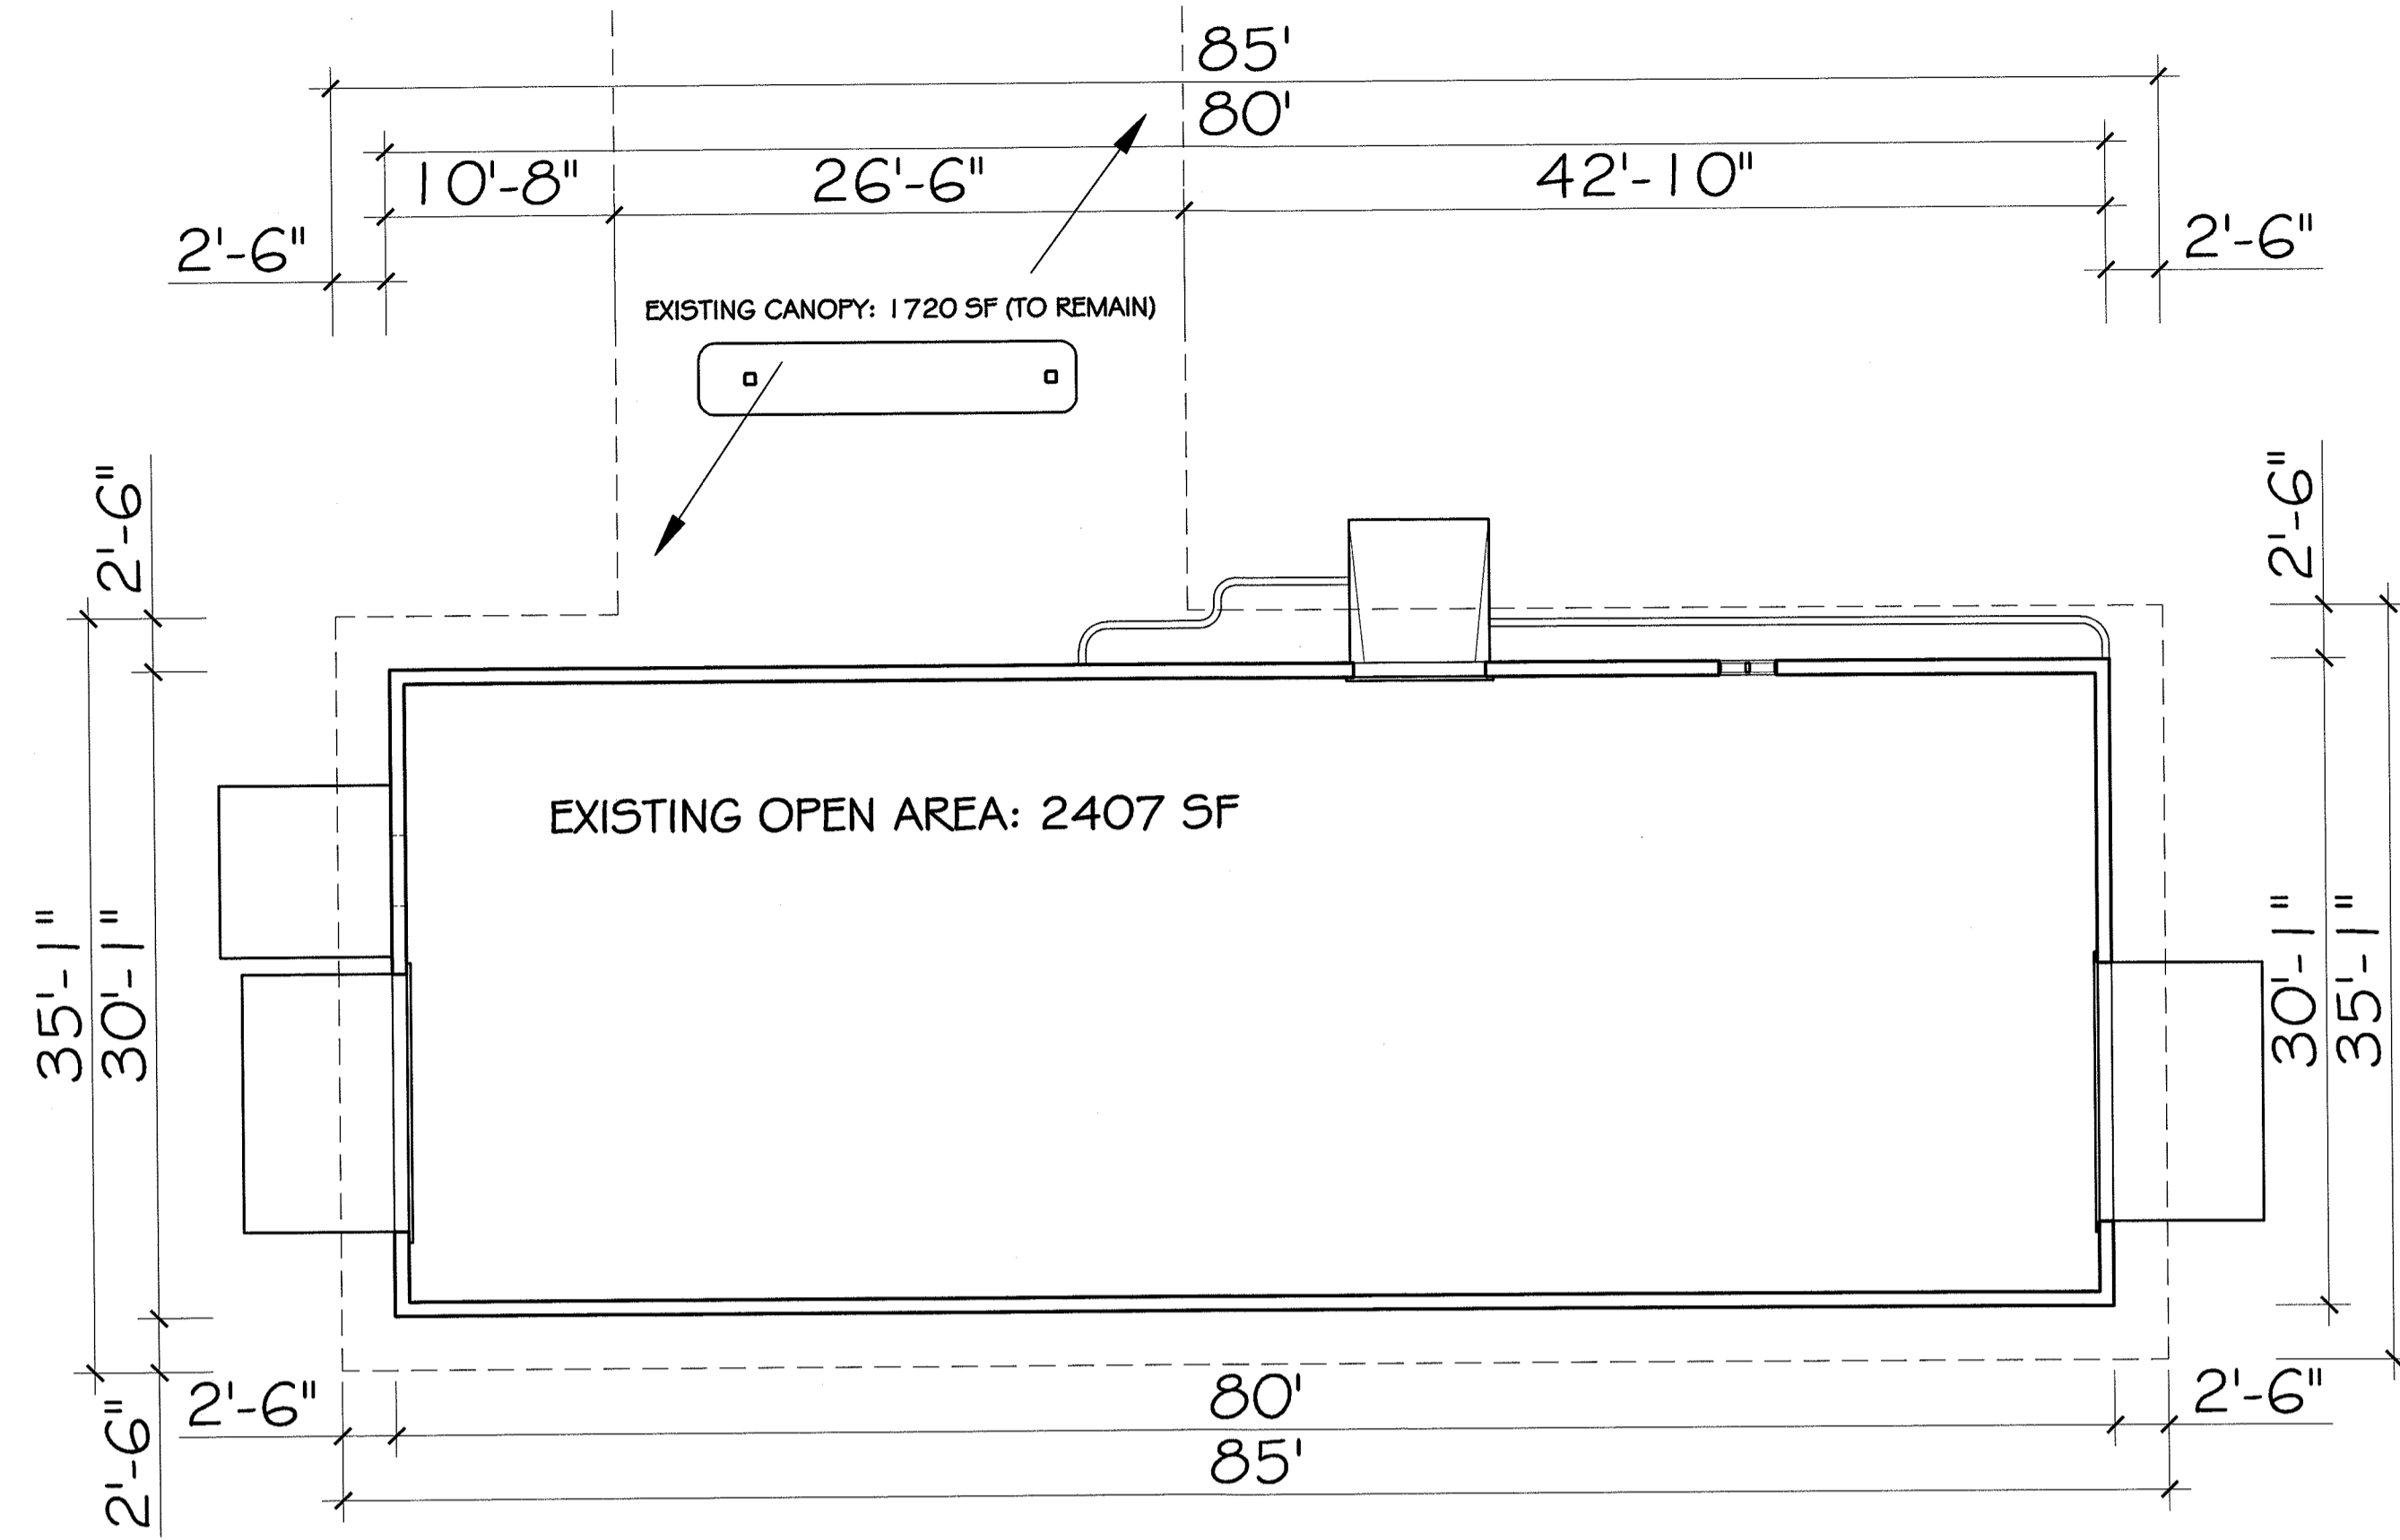 85'
80'
10'-8" 26'-6" 42'-10"
2'-6" 2'-6"
EXISTING CANOPY: 1720 SF (TO REMAIN)
2'-6" 2'-6"
EXISTING OPEN AREA: 2407 SF
35'-1" 30'-1" 30'-1" 35'-1"
2'-6" 2'-6" 80' 2'-6"
85'